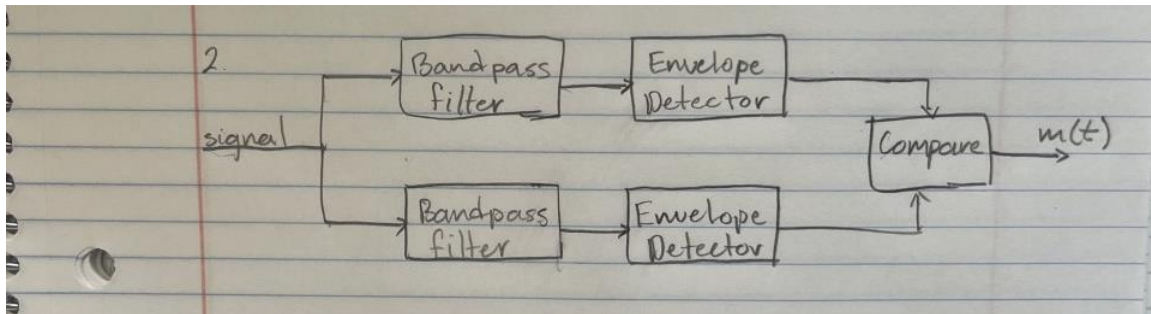 2.
Bandpass
filter
Envelope
Detector
signal
Compare
m(t)
Bandpass
filter
Envelope
Detector